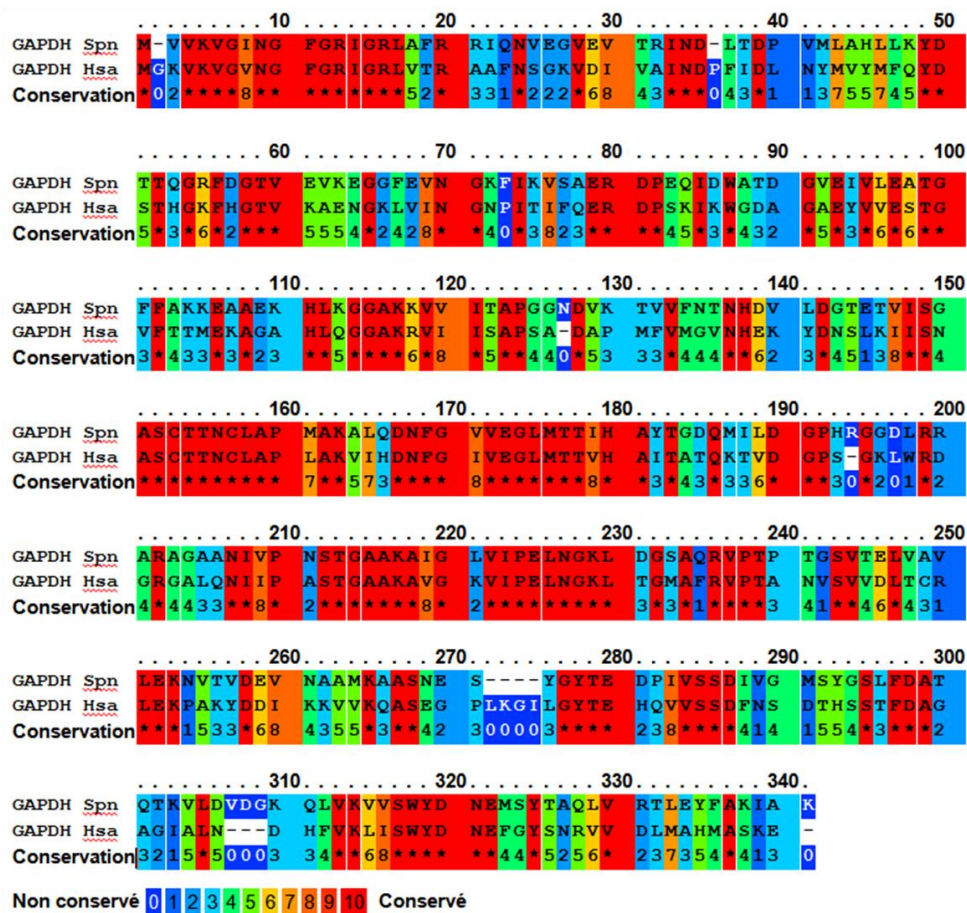 . . . . . . . . . 10 . . . . . . . . . 20 . . . . . . . . . 30 . . . . . . . . . 40 . . . . . . . . . 50
GAPDH Spn M-VVKVGING FGRIGRLAFR RIQNVEGVEV TRIND-LTDP VMLAHLLKYD
GAPDH Hsa MGKVKVGVNG FGRIGRLVTR AAFNSGKVDI VAINDPFIDL NYMVYMFQYD
Conservation *02****8** *******52* 331*222*68 43***043*1 13755745**
. . . . . . . . . 60 . . . . . . . . . 70 . . . . . . . . . 80 . . . . . . . . . 90 . . . . . . . . . 100
GAPDH Spn TTQGRFDGTV EVKEGGFEVN GKFIKVSAER DPEQIDWATD GVEIVLEATG
GAPDH Hsa STHGKFHGTV KAENGKLVIN GNPITIFQER DPSKIKWGDA GAEYVVESTG
Conservation 5*3*6*2*** 5554*2428* *40*3823** **45*3*432 *5*3*6*6**
. . . . . . . . . 110 . . . . . . . . . 120 . . . . . . . . . 130 . . . . . . . . . 140 . . . . . . . . . 150
GAPDH Spn FFAKKEAAEK HLKGGAKKVV ITAPGGNDVK TVVFNTNHDV LDGTETVISG
GAPDH Hsa VFTTMEKAGA HLQGGAKRVI ISAPSA-DAPMFVMGVNHEK YDNSLKIISN
Conservation 3*433*3*23 **5****6*8 *5**440*53 33*444**62 3*45138**4
. . . . . . . . . 160 . . . . . . . . . 170 . . . . . . . . . 180 . . . . . . . . . 190 . . . . . . . . . 200
GAPDH Spn ASCTTNCLAP MAKALQDNFG VVEGLMTTIH AYTGDQMILD GPHRGGDLRR
GAPDH Hsa ASCTTNCLAP LAKVIHDNFG IVEGLMTTVH AITATQKTVD GPS-GKLWRD
Conservation ********** 7**573**** 8*******8* *3*43*336* **30*201*2
. . . . . . . . . 210 . . . . . . . . . 220 . . . . . . . . . 230 . . . . . . . . . 240 . . . . . . . . . 250
GAPDH Spn ARAGAANIVP NSTGAAKAIG LVIPELNGKL DGSAQRVPTP TGSVTELVAV
GAPDH Hsa GRGALQNIIP ASTGAAKAVG KVIPELNGKL TGMAFRVPTA NVSVVDLTCR
Conservation 4*4433**8* 2*******8* 2********* 3*3*1****3 41**46*431
. . . . . . . . . 260 . . . . . . . . . 270 . . . . . . . . . 280 . . . . . . . . . 290 . . . . . . . . . 300
GAPDH Spn LEKNVTVDEV NAAMKAASNE S----YGYTE DPIVSSDIVG MSYGSLFDAT
GAPDH Hsa LEKPAKYDDI KKVVKQASEG PLKGILGYTE HQVVSSDFNS DTHSSTFDAG
Conservation ***1533*68 4355*3**42 300003**** 238****414 1554*3***2
. . . . . . . . . 310 . . . . . . . . . 320 . . . . . . . . . 330 . . . . . . . . . 340 .
GAPDH Spn QTKVLDVDGK QLVKVVSWYD NEMSYTAQLV RTLEYFAKIA K
GAPDH Hsa AGIALN---D HFVKLISWYD NEFGYSNRVV DLMAHMASKE -
Conservation 3215*50003 34**68**** **44*5256* 237354*413 0
Non conservé 0 1 2 3 4 5 6 7 8 9 10 Conservé